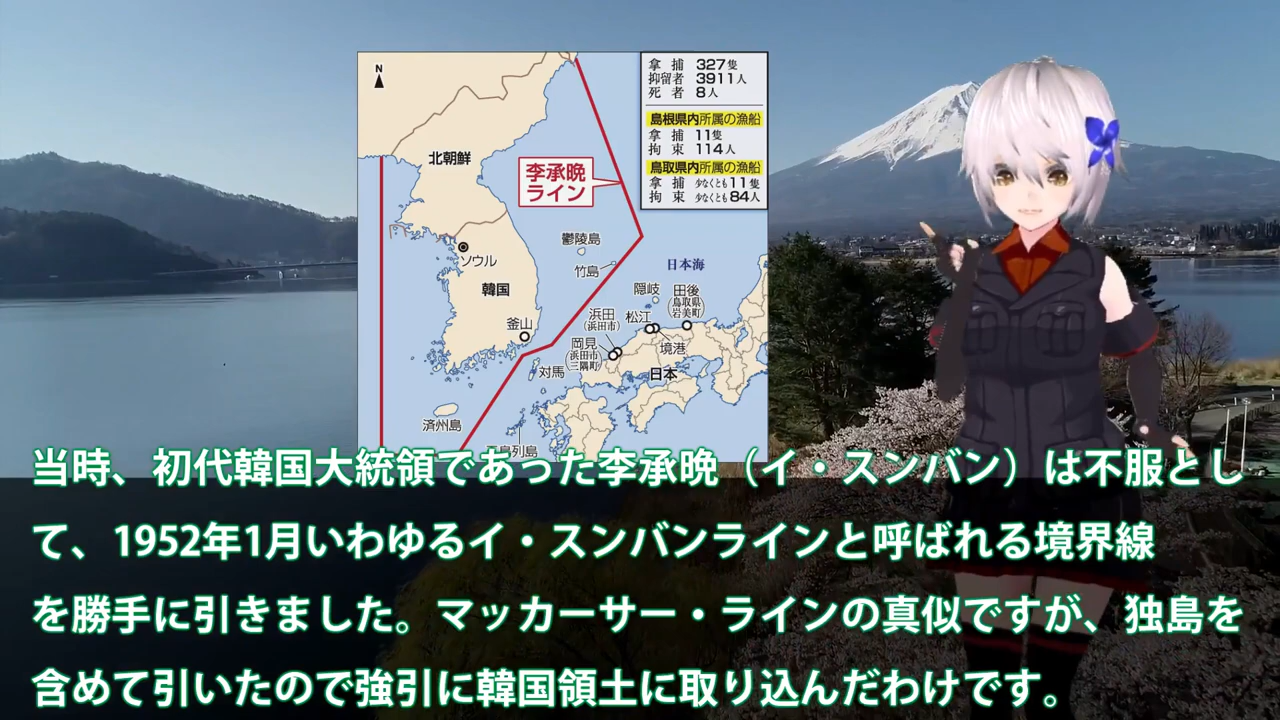 N
拿捕 327隻
抑留者 3911人
死者 8人
島根県内所属の漁船
拿捕 11隻
拘束 114人
鳥取県内所属の漁船
拿捕 少なくとも11隻
拘束 少なくとも84人
北朝鮮
李承晩
ライン
鬱陵島
ソウル
竹島
日本海
韓国
隠岐
田後
(鳥取県
岩美町)
釜山
浜田
(浜田市)
松江
岡見
(浜田市
三隅町)
境港
対馬
日本
済州島
五島列島
当時、初代韓国大統領であった李承晩（イ・スンバン）は不服とし
て、1952年1月いわゆるイ・スンバンラインと呼ばれる境界線
を勝手に引きました。マッカーサー・ラインの真似ですが、独島を
含めて引いたので強引に韓国領土に取り込んだわけです。